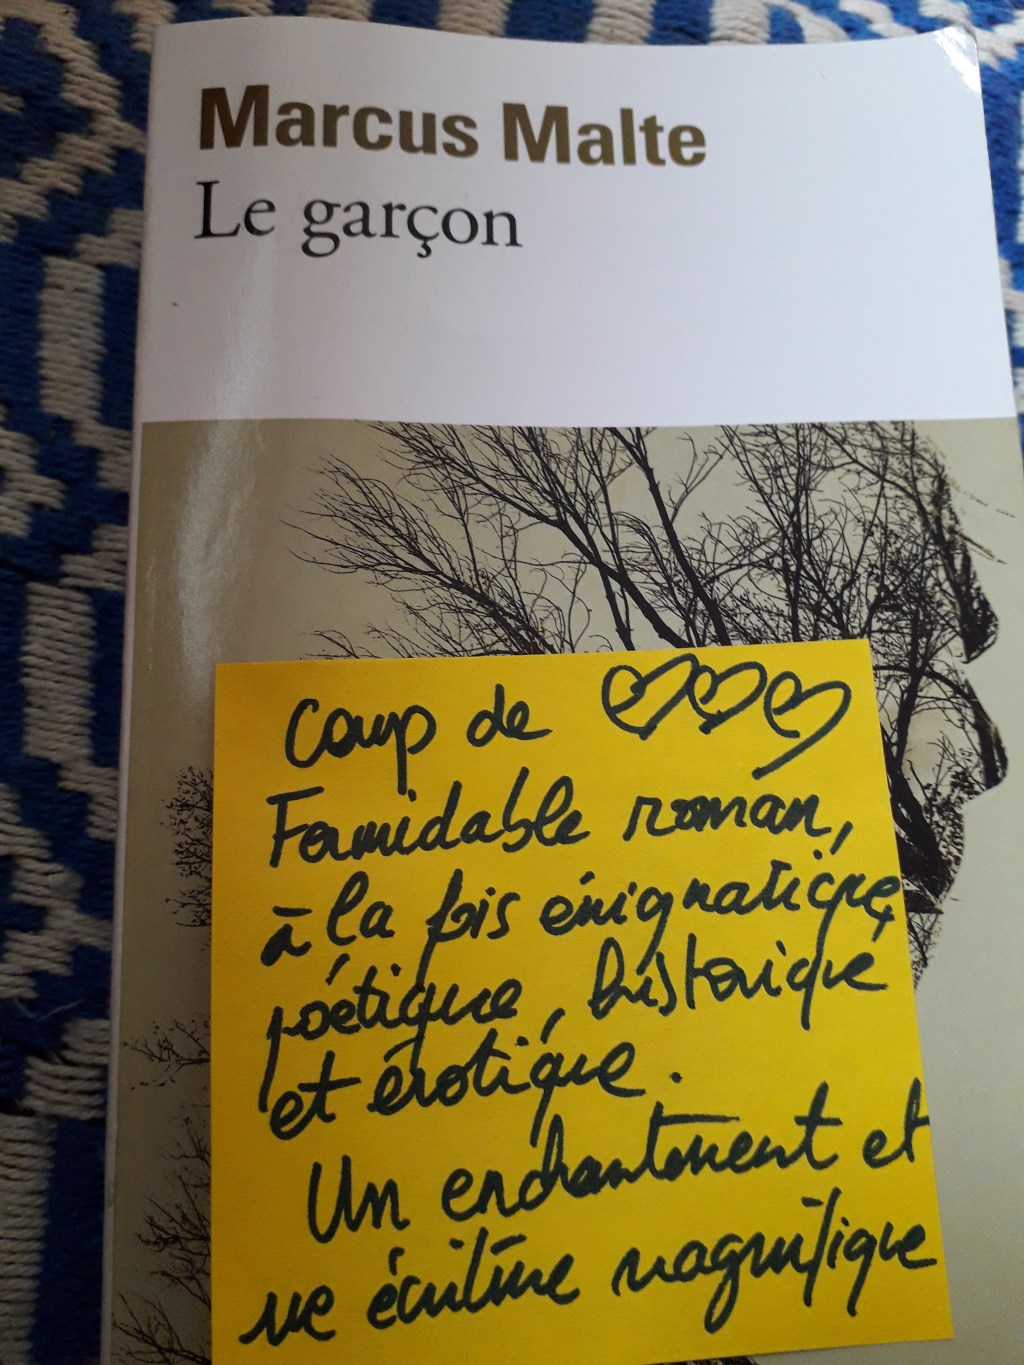 Marcus Malte
Le garçon
Coup de ♡♡♡
Formidable roman,
à la fois énigmatique,
poétique, historique
et érotique.
Un enchantement et
une écriture magnifique